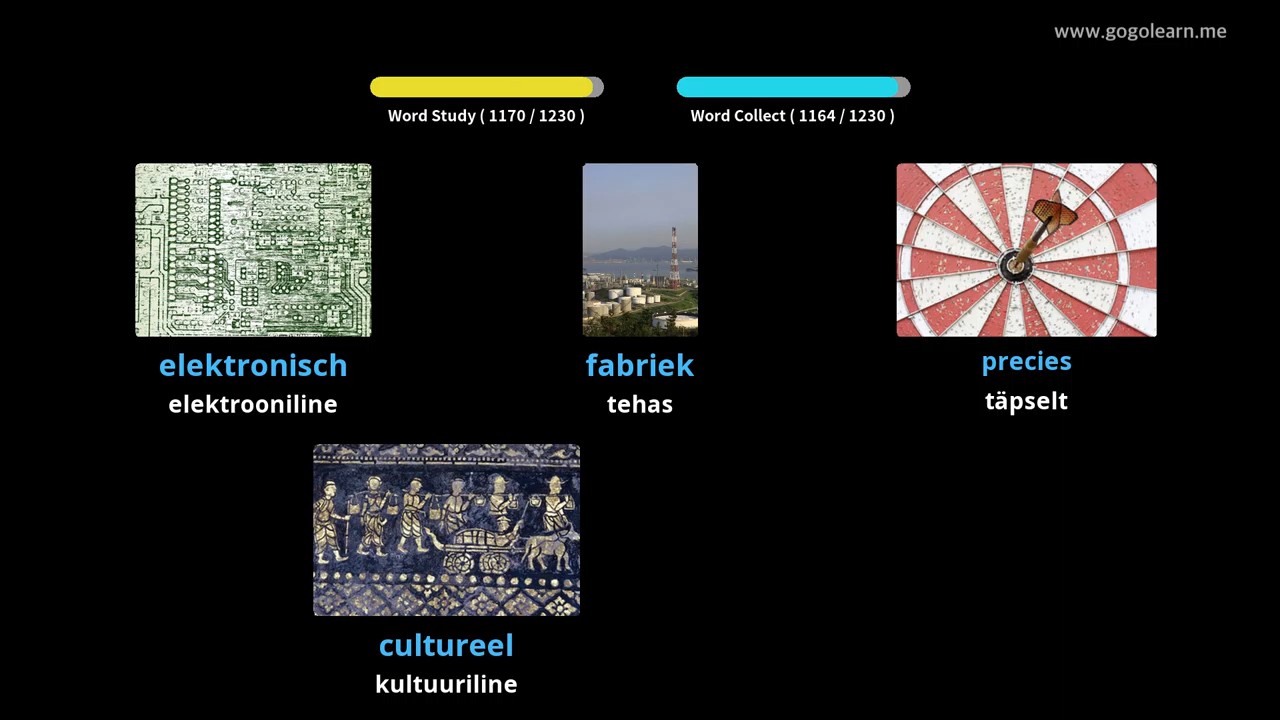 www.gogolearn.me
Word Study ( 1170 / 1230 )
Word Collect ( 1164 / 1230 )
elektronisch
elektrooniline
fabriek
tehas
precies
täpselt
cultureel
kultuuriline